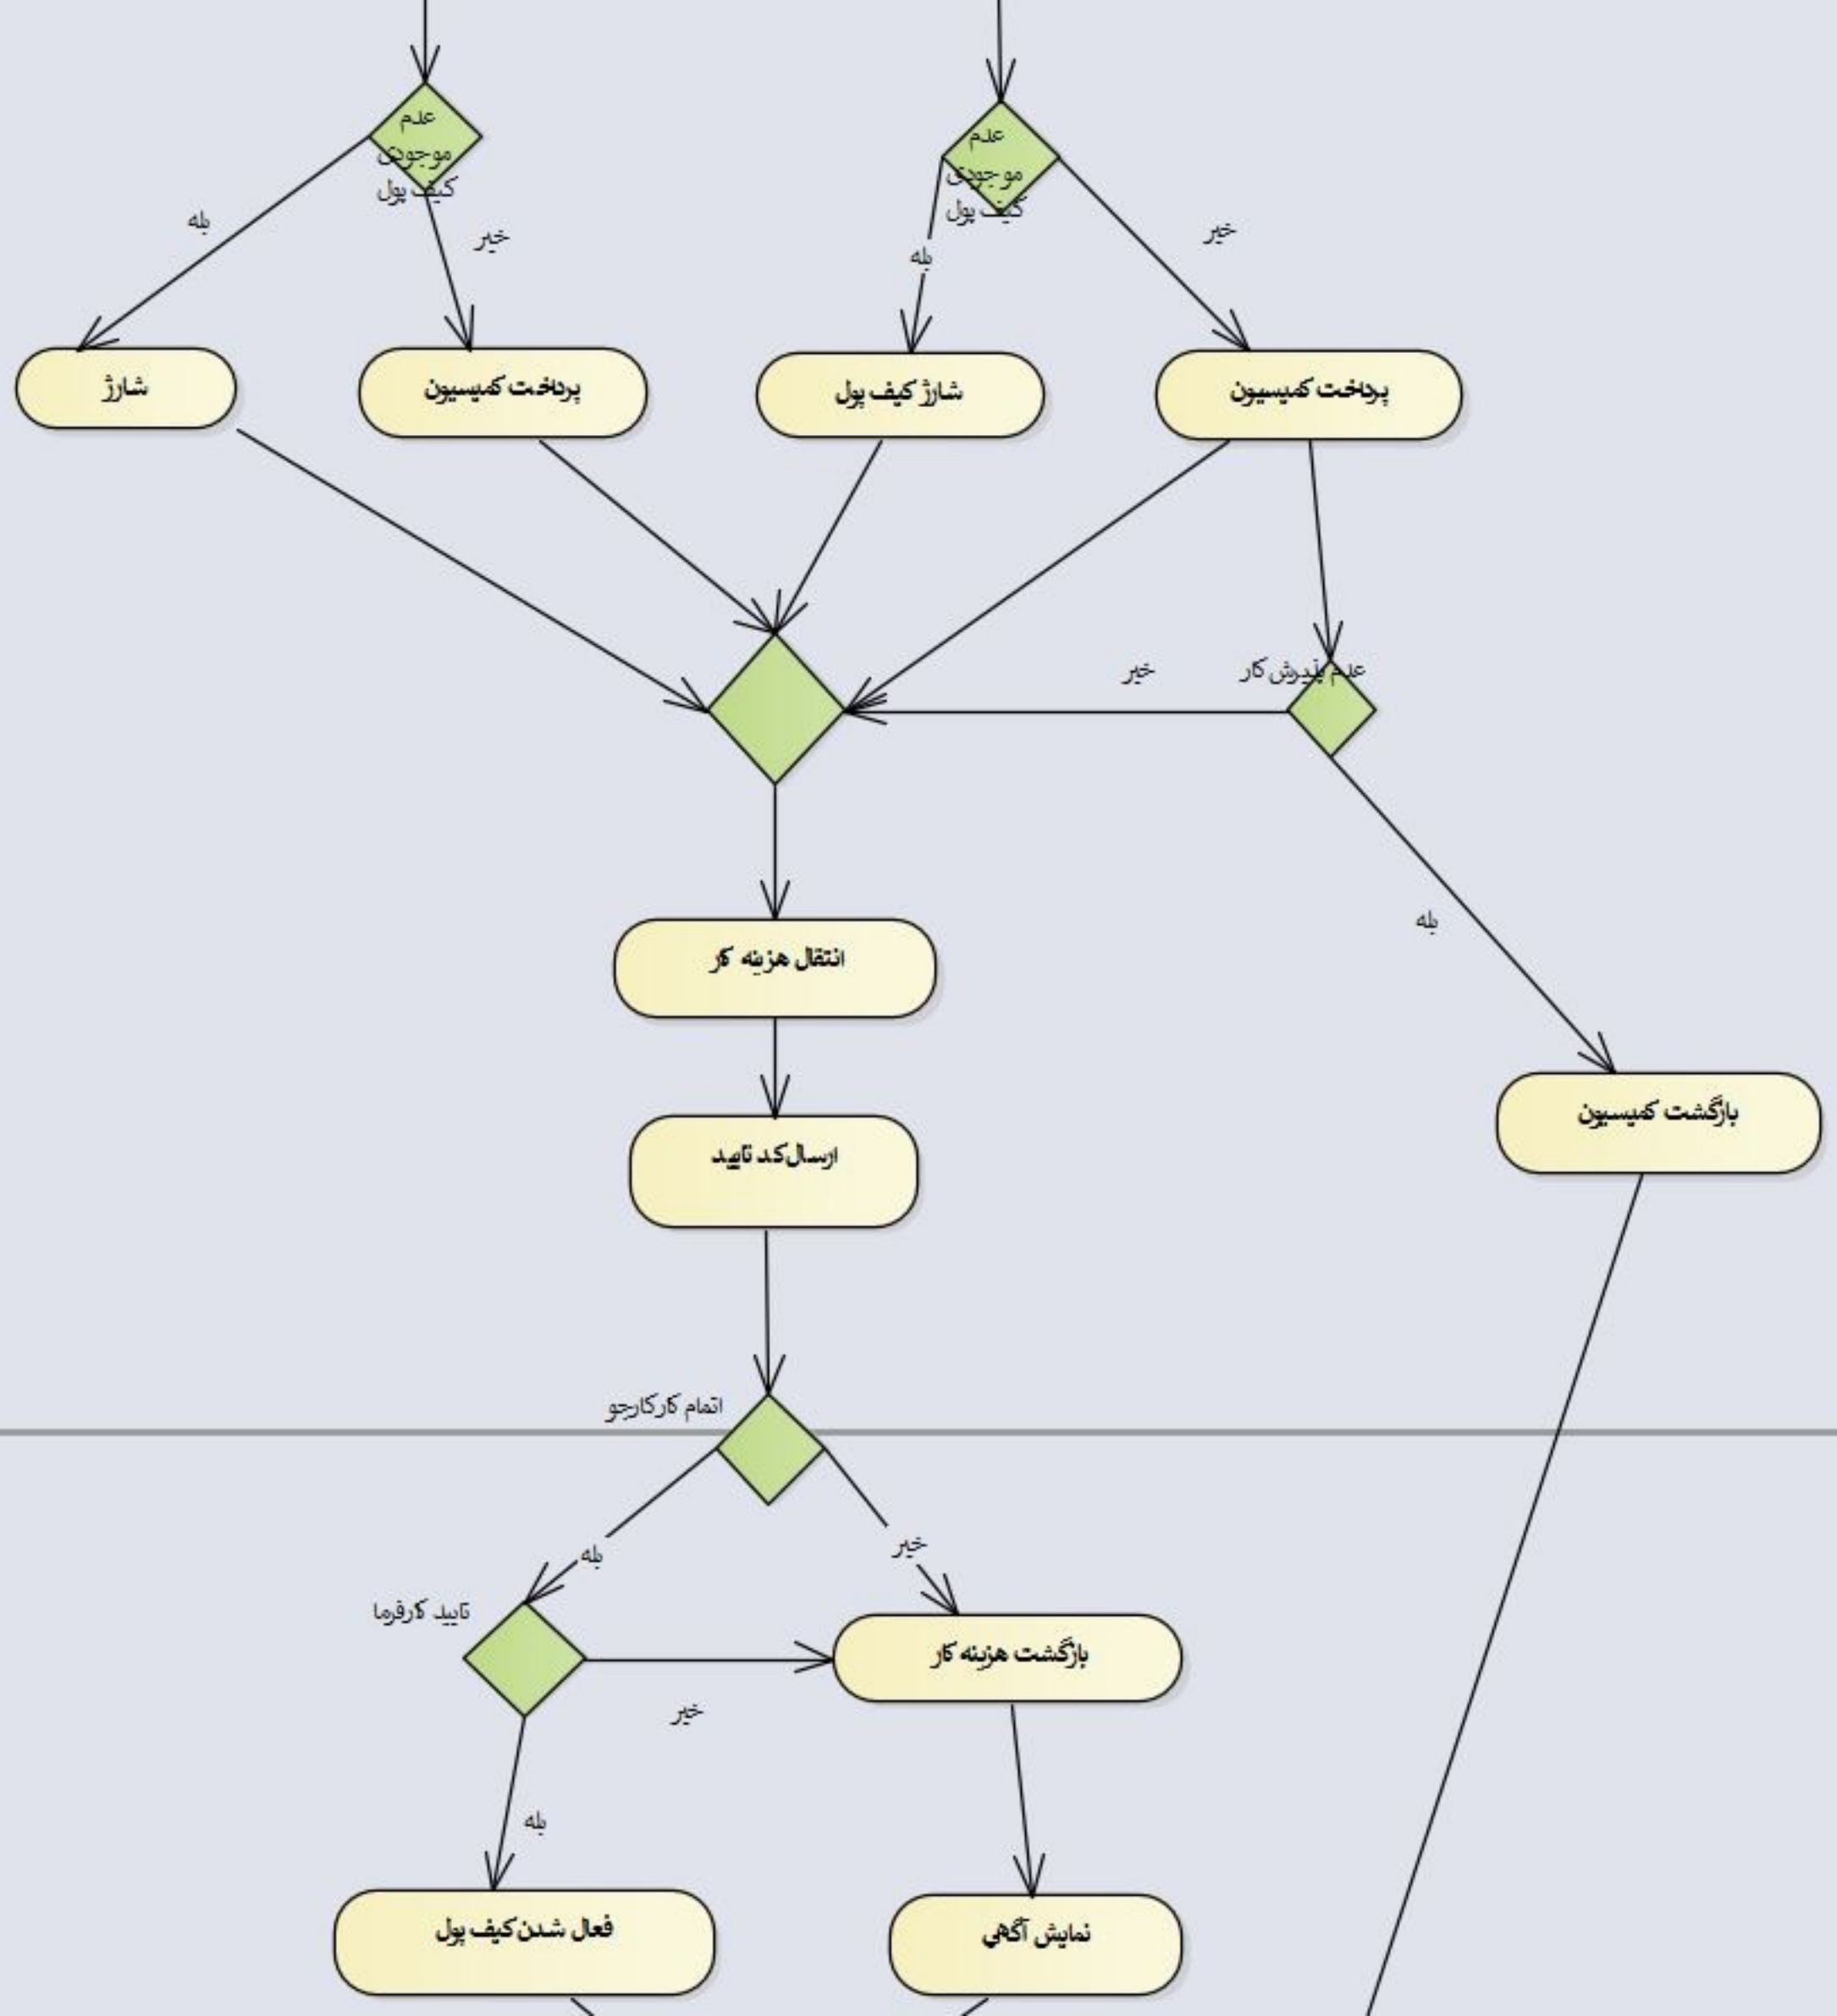 عدم
موجودی
کیف پول
عدم
موجودی
کیف پول
بله
خیر
بله
خیر
شارژ
پرداخت کمیسیون
شارژ کیف پول
پرداخت کمیسیون
عدم پذیرش کار
خیر
بله
انتقال هزینه کار
بازگشت کمیسیون
ارسال کد تایید
اتمام کار کارجو
بله
خیر
تایید کارفرما
بازگشت هزینه کار
خیر
بله
فعال شدن کیف پول
نمایش آگهی